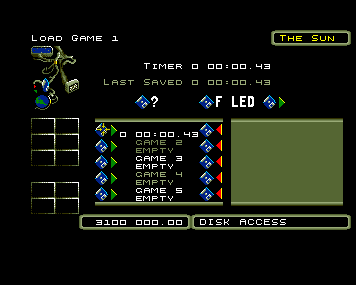 Load Game 1
The Sun
Timer 0 00:00.43
Last Saved 0 00:00.43
? F LED
0 00:00.43
Game 2
Empty
Game 3
Empty
Game 4
Empty
Game 5
Empty
3100 000.00
Disk Access